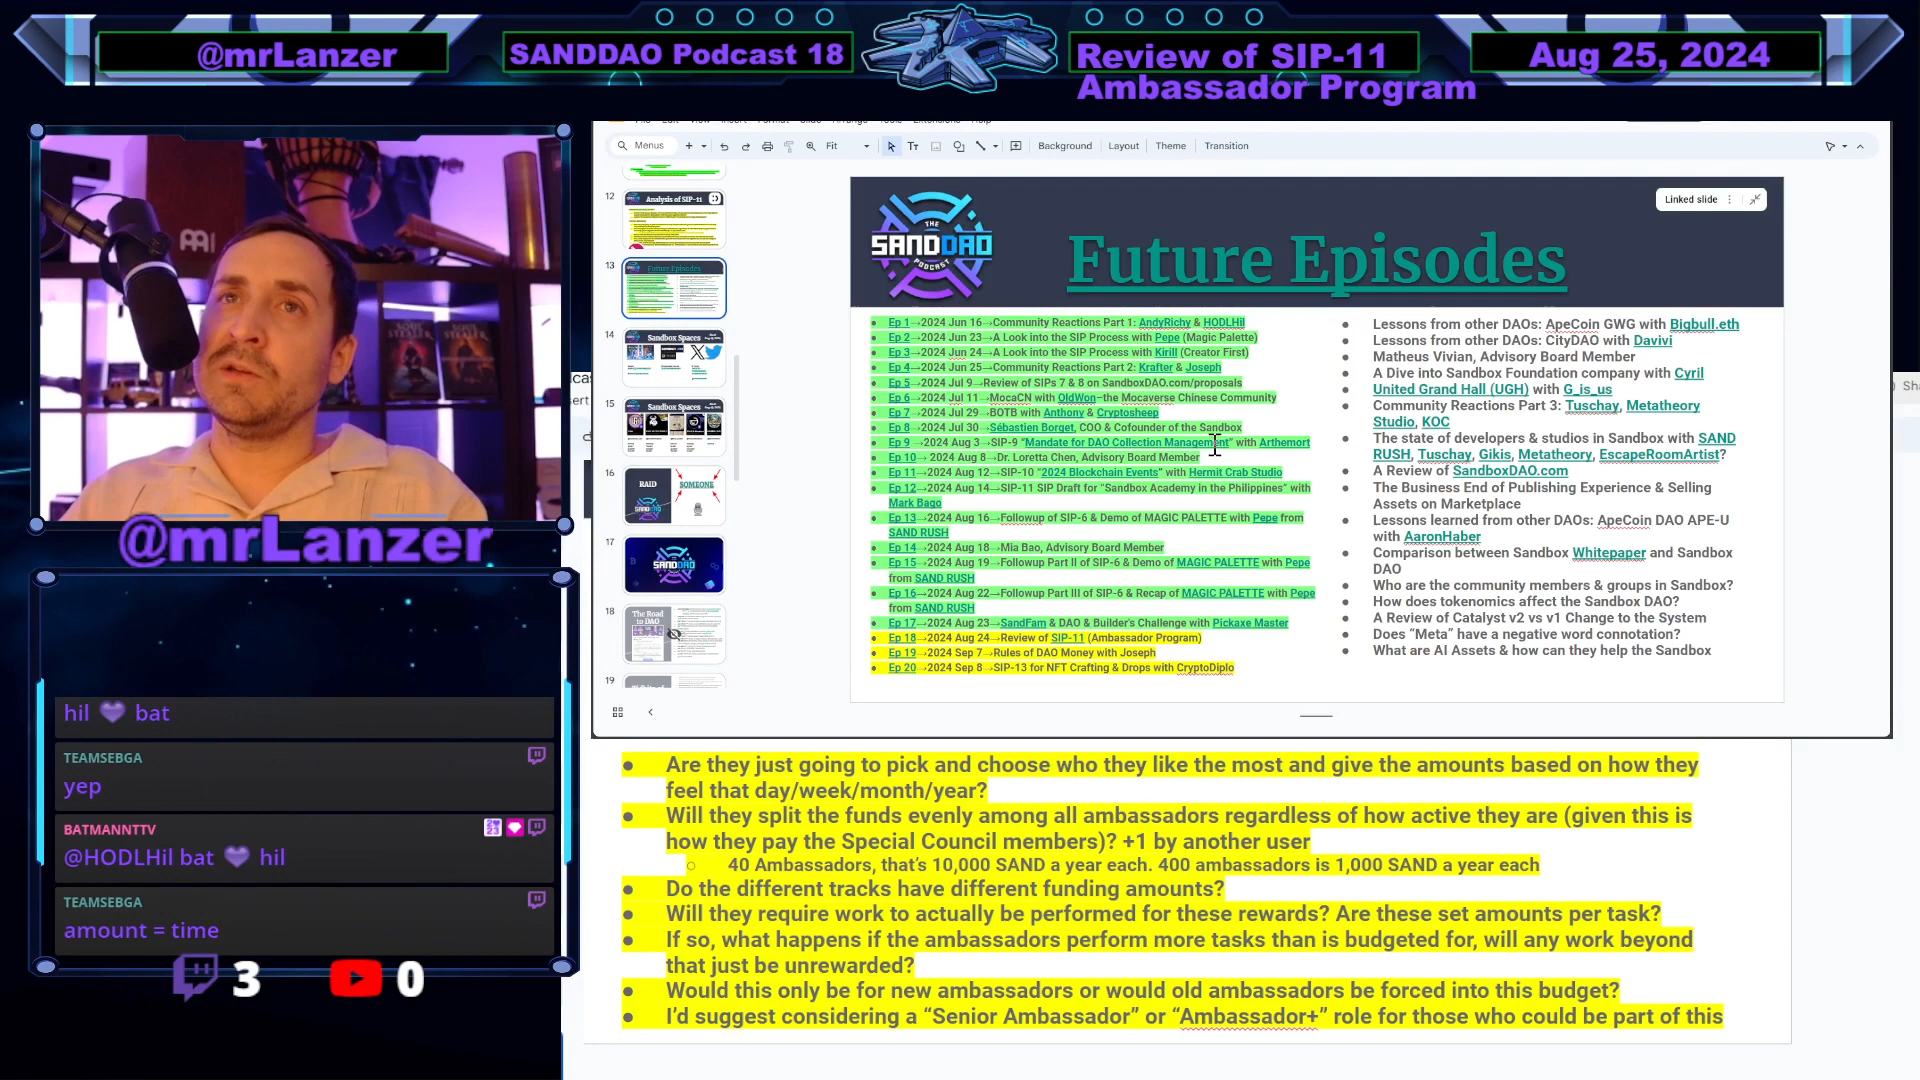 @mrLanzer
SANDDAO Podcast 18
Review of SIP-11
Ambassador Program
Aug 25, 2024
Menus
Fit
Background
Layout
Theme
Transition
12
Analysis of SIP-11
13
Future Episodes
14
Sandbox Spaces
15
Sandbox Spaces
16
RAID
SOMEONE
17
SANDDAO
18
The Road
to DAO
19
THE
SANDDAO
PODCAST
Future Episodes
Linked slide
Ep 1→2024 Jun 16→Community Reactions Part 1: AndyRichy & HODLHil
Ep 2→2024 Jun 23→A Look into the SIP Process with Pepe (Magic Palette)
Ep 3→2024 Jun 24→A Look into the SIP Process with Kirill (Creator First)
Ep 4→2024 Jun 25→Community Reactions Part 2: Krafter & Joseph
Ep 5→2024 Jul 9→Review of SIPs 7 & 8 on SandboxDAO.com/proposals
Ep 6→2024 Jul 11→MocaCN with OldWon–the Mocaverse Chinese Community
Ep 7→2024 Jul 29→BOTB with Anthony & Cryptosheep
Ep 8→2024 Jul 30→Sébastien Borget, COO & Cofounder of the Sandbox
Ep 9→2024 Aug 3→SIP-9 “Mandate for DAO Collection Management” with Arthemort
Ep 10→ 2024 Aug 8→Dr. Loretta Chen, Advisory Board Member
Ep 11→2024 Aug 12→SIP-10 “2024 Blockchain Events” with Hermit Crab Studio
Ep 12→2024 Aug 14→SIP-11 SIP Draft for “Sandbox Academy in the Philippines” with
Mark Bago
Ep 13→2024 Aug 16→Followup of SIP-6 & Demo of MAGIC PALETTE with Pepe from
SAND RUSH
Ep 14→2024 Aug 18→Mia Bao, Advisory Board Member
Ep 15→2024 Aug 19→Followup Part II of SIP-6 & Demo of MAGIC PALETTE with Pepe
from SAND RUSH
Ep 16→2024 Aug 22→Followup Part III of SIP-6 & Recap of MAGIC PALETTE with Pepe
from SAND RUSH
Ep 17→2024 Aug 23→SandFam & DAO & Builder's Challenge with Pickaxe Master
Ep 18→2024 Aug 24→Review of SIP-11 (Ambassador Program)
Ep 19→2024 Sep 7→Rules of DAO Money with Joseph
Ep 20→2024 Sep 8→SIP-13 for NFT Crafting & Drops with CryptoDiplo
Lessons from other DAOs: ApeCoin GWG with Bigbull.eth
Lessons from other DAOs: CityDAO with Davivi
Matheus Vivian, Advisory Board Member
A Dive into Sandbox Foundation company with Cyril
United Grand Hall (UGH) with G_is_us
Community Reactions Part 3: Tuschay, Metatheory
Studio, KOC
The state of developers & studios in Sandbox with SAND
RUSH, Tuschay, Gikis, Metatheory, EscapeRoomArtist?
A Review of SandboxDAO.com
The Business End of Publishing Experience & Selling
Assets on Marketplace
Lessons learned from other DAOs: ApeCoin DAO APE-U
with AaronHaber
Comparison between Sandbox Whitepaper and Sandbox
DAO
Who are the community members & groups in Sandbox?
How does tokenomics affect the Sandbox DAO?
A Review of Catalyst v2 vs v1 Change to the System
Does “Meta” have a negative word connotation?
What are AI Assets & how can they help the Sandbox
Are they just going to pick and choose who they like the most and give the amounts based on how they
feel that day/week/month/year?
Will they split the funds evenly among all ambassadors regardless of how active they are (given this is
how they pay the Special Council members)? +1 by another user
40 Ambassadors, that's 10,000 SAND a year each. 400 ambassadors is 1,000 SAND a year each
Do the different tracks have different funding amounts?
Will they require work to actually be performed for these rewards? Are these set amounts per task?
If so, what happens if the ambassadors perform more tasks than is budgeted for, will any work beyond
that just be unrewarded?
Would this only be for new ambassadors or would old ambassadors be forced into this budget?
I'd suggest considering a “Senior Ambassador” or “Ambassador+” role for those who could be part of this
@mrLanzer
hil 💜 bat
TEAMSEBGA
yep
BATMANNTTV
@HODLHil bat 💜 hil
TEAMSEBGA
amount = time
3
0